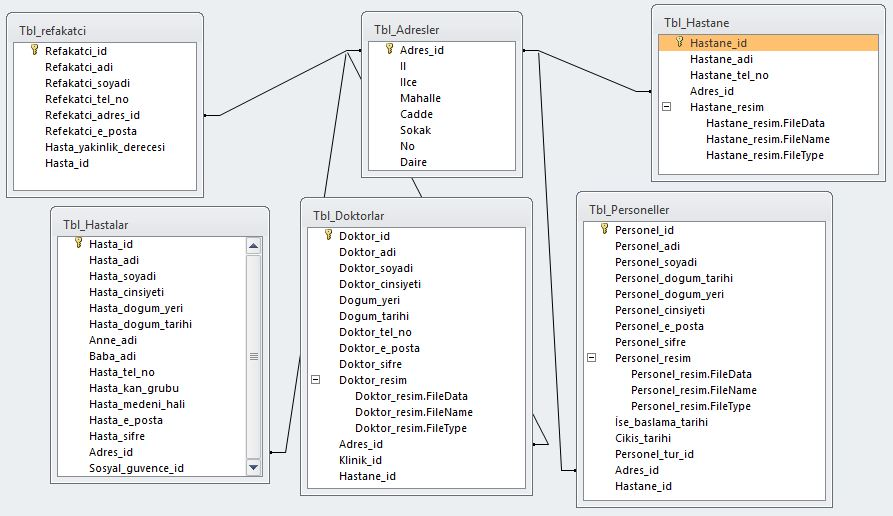 Tbl_refakatci
Refakatci_id
Refakatci_adi
Refakatci_soyadi
Refakatci_tel_no
Refekatci_adres_id
Refekatci_e_posta
Hasta_yakinlik_derecesi
Hasta_id
Tbl_Adresler
Adres_id
Il
Ilce
Mahalle
Cadde
Sokak
No
Daire
Tbl_Hastane
Hastane_id
Hastane_adi
Hastane_tel_no
Adres_id
Hastane_resim
Hastane_resim.FileData
Hastane_resim.FileName
Hastane_resim.FileType
Tbl_Hastalar
Hasta_id
Hasta_adi
Hasta_soyadi
Hasta_cinsiyeti
Hasta_dogum_yeri
Hasta_dogum_tarihi
Anne_adi
Baba_adi
Hasta_tel_no
Hasta_kan_grubu
Hasta_medeni_hali
Hasta_e_posta
Hasta_sifre
Adres_id
Sosyal_guvence_id
Tbl_Doktorlar
Doktor_id
Doktor_adi
Doktor_soyadi
Doktor_cinsiyeti
Dogum_yeri
Dogum_tarihi
Doktor_tel_no
Doktor_e_posta
Doktor_sifre
Doktor_resim
Doktor_resim.FileData
Doktor_resim.FileName
Doktor_resim.FileType
Adres_id
Klinik_id
Hastane_id
Tbl_Personeller
Personel_id
Personel_adi
Personel_soyadi
Personel_dogum_tarihi
Personel_dogum_yeri
Personel_cinsiyeti
Personel_e_posta
Personel_sifre
Personel_resim
Personel_resim.FileData
Personel_resim.FileName
Personel_resim.FileType
İse_baslama_tarihi
Cikis_tarihi
Personel_tur_id
Adres_id
Hastane_id